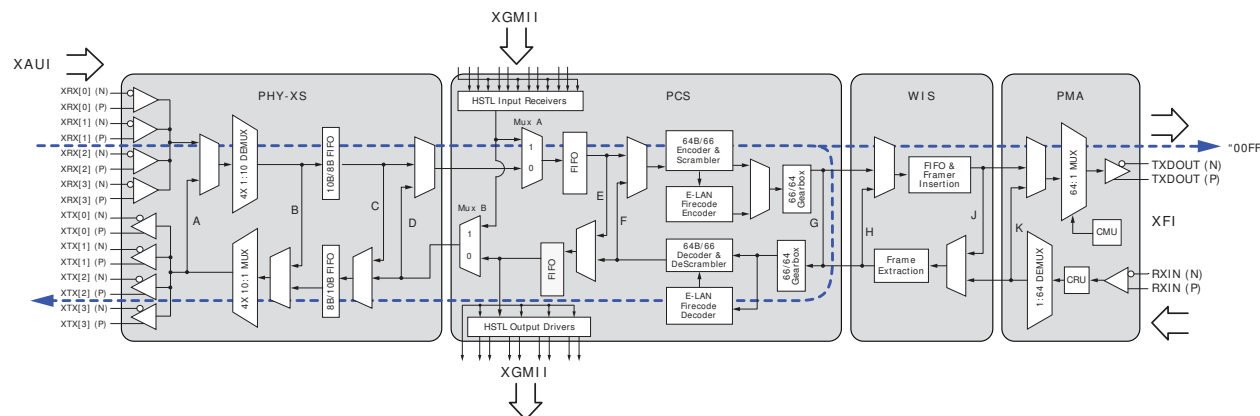 XGMII
XAUI
PHY-XS
PCS
WIS
PMA
XRX[0] (N)
XRX[0] (P)
XRX[1] (N)
XRX[1] (P)
XRX[2] (N)
XRX[2] (P)
XRX[3] (N)
XRX[3] (P)
XTX[0] (N)
XTX[0] (P)
XTX[1] (N)
XTX[1] (P)
XTX[2] (N)
XTX[2] (P)
XTX[3] (N)
XTX[3] (P)
A
4X 1:10 DEMUX
4X 10:1 MUX
B
10B/8B FIFO
8B/10B FIFO
C
D
HSTL Input Receivers
Mux A
1
0
FIFO
Mux B
1
0
FIFO
E
F
64B/66
Encoder &
Scrambler
E-LAN
Firecode
Encoder
64B/66
Decoder &
DeScrambler
E-LAN
Firecode
Decoder
66/64
Gearbox
66/64
Gearbox
G
HSTL Output Drivers
XGMII
H
FIFO &
Framer
Insertion
Frame
Extraction
J
K
64:1 MUX
CMU
1:64 DEMUX
CRU
"00FF
TXDOUT (N)
TXDOUT (P)
XFI
RXIN (N)
RXIN (P)